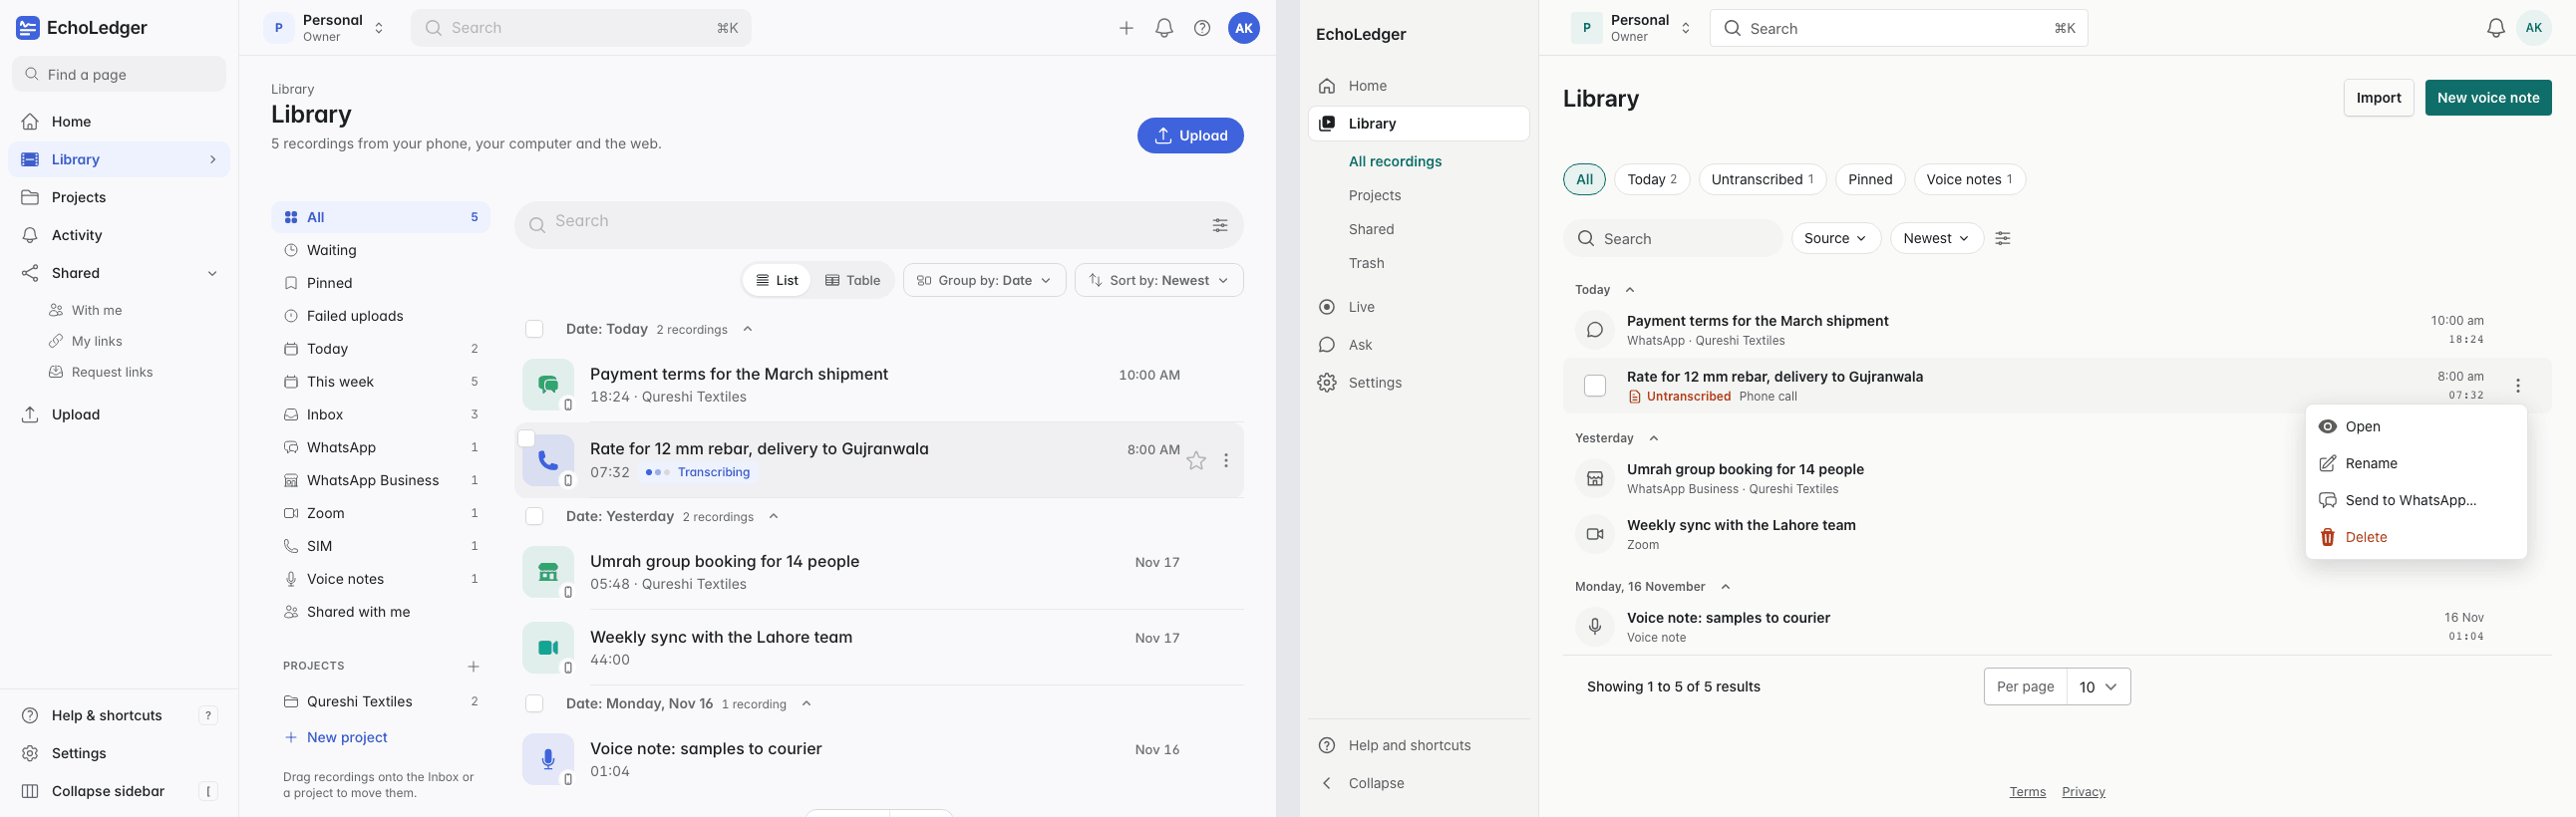 EchoLedger
Find a page
Home
Library
Projects
Activity
Shared
With me
My links
Request links
Upload
Help & shortcuts ?
Settings
Collapse sidebar [
P Personal
Owner
Search ⌘K
AK
Library
Library
5 recordings from your phone, your computer and the web.
Upload
All 5
Waiting
Pinned
Failed uploads
Today 2
This week 5
Inbox 3
WhatsApp 1
WhatsApp Business 1
Zoom 1
SIM 1
Voice notes 1
Shared with me
PROJECTS
Qureshi Textiles 2
New project
Drag recordings onto the Inbox or
a project to move them.
Search
List Table Group by: Date Sort by: Newest
Date: Today 2 recordings
Payment terms for the March shipment 10:00 AM
18:24 · Qureshi Textiles
Rate for 12 mm rebar, delivery to Gujranwala 8:00 AM
07:32 Transcribing
Date: Yesterday 2 recordings
Umrah group booking for 14 people Nov 17
05:48 · Qureshi Textiles
Weekly sync with the Lahore team Nov 17
44:00
Date: Monday, Nov 16 1 recording
Voice note: samples to courier Nov 16
01:04
EchoLedger
Home
Library
All recordings
Projects
Shared
Trash
Live
Ask
Settings
Help and shortcuts
Collapse
P Personal
Owner
Search ⌘K
AK
Library
Import New voice note
All Today 2 Untranscribed 1 Pinned Voice notes 1
Search Source Newest
Today
Payment terms for the March shipment 10:00 am
WhatsApp · Qureshi Textiles 18:24
Rate for 12 mm rebar, delivery to Gujranwala 8:00 am
Untranscribed Phone call 07:32
Open
Rename
Send to WhatsApp...
Delete
Yesterday
Umrah group booking for 14 people
WhatsApp Business · Qureshi Textiles
Weekly sync with the Lahore team
Zoom
Monday, 16 November
Voice note: samples to courier 16 Nov
Voice note 01:04
Showing 1 to 5 of 5 results Per page 10
Terms Privacy